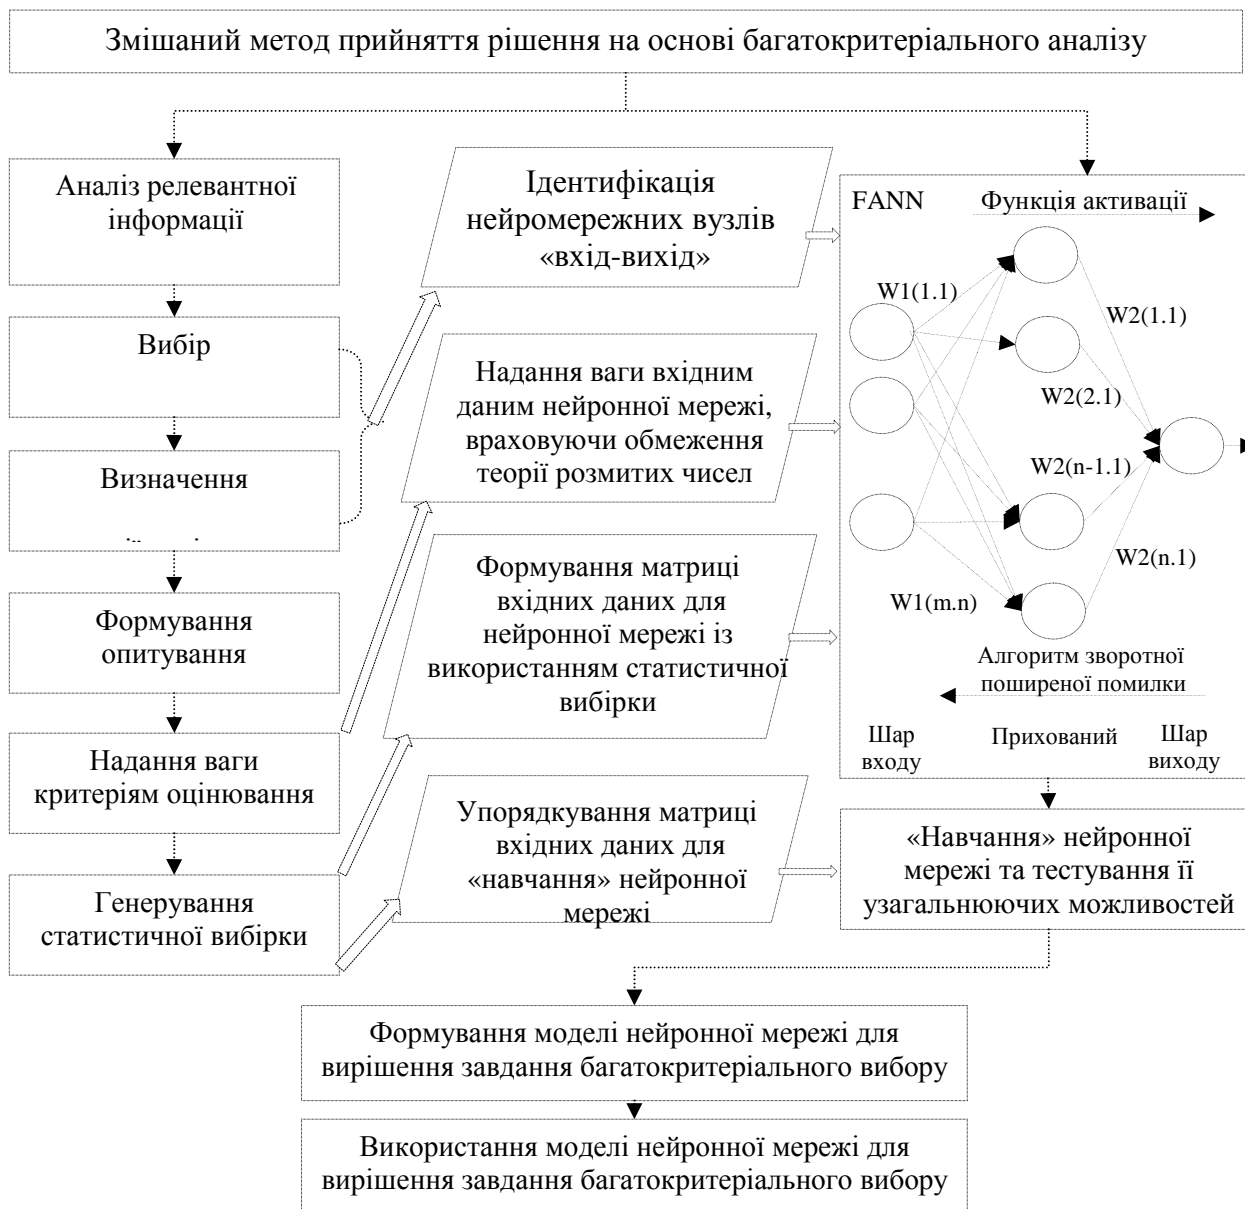 Змішаний метод прийняття рішення на основі багатокритеріального аналізу
Аналіз релевантної
інформації
Вибір
Визначення
Формування
опитування
Надання ваги
критеріям оцінювання
Генерування
статистичної вибірки
Ідентифікація
нейромережних вузлів
«вхід-вихід»
Надання ваги вхідним
даним нейронної мережі,
враховуючи обмеження
теорії розмитих чисел
Формування матриці
вхідних даних для
нейронної мережі із
використанням статистичної
вибірки
Упорядкування матриці
вхідних даних для
«навчання» нейронної
мережі
FANN
Функція активації
W1(1.1)
W2(1.1)
W2(2.1)
W2(n-1.1)
W2(n.1)
W1(m.n)
Алгоритм зворотної
поширеної помилки
Шар
входу
Прихований
Шар
виходу
«Навчання» нейронної
мережі та тестування її
узагальнюючих можливостей
Формування моделі нейронної мережі для
вирішення завдання багатокритеріального вибору
Використання моделі нейронної мережі для
вирішення завдання багатокритеріального вибору